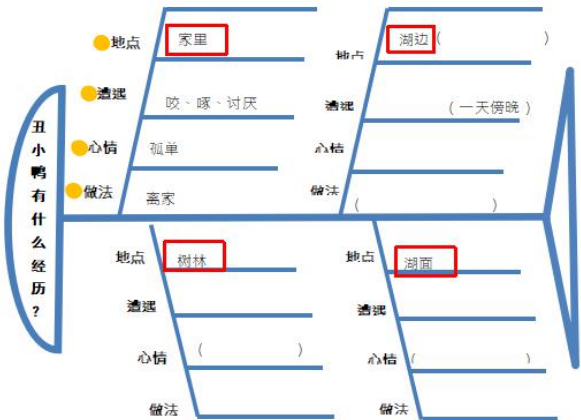 丑小鸭有什么经历？
地点 家里
遭遇 咬、啄、讨厌
心情 孤单
做法 离家
地点 湖边（ ）
遭遇 （一天傍晚）
心情
做法 （ ）
地点 树林
遭遇
心情 （ ）
做法
地点 湖面
遭遇
心情 （ ）
做法